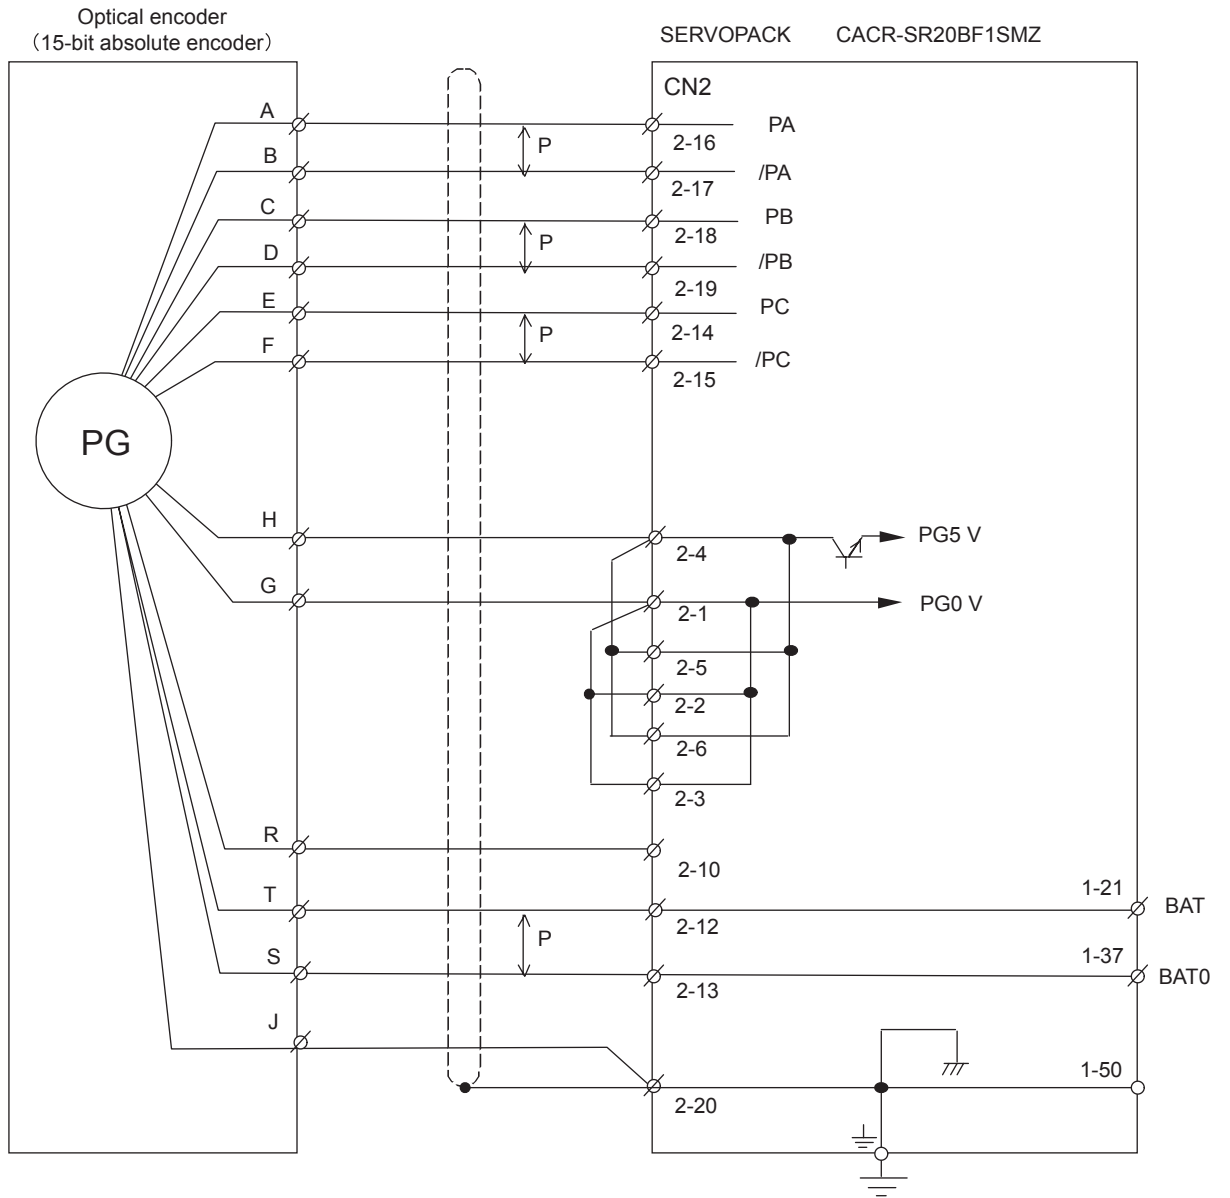 Optical encoder
（15-bit absolute encoder）
SERVOPACK CACR-SR20BF1SMZ
CN2
A
PA
P
2-16
B
/PA
2-17
C
PB
2-18
P
D
/PB
2-19
E
PC
2-14
P
F
/PC
2-15
PG
H
2-4
PG5 V
G
2-1
PG0 V
2-5
2-2
2-6
2-3
R
2-10
T
2-12
1-21
BAT
P
S
2-13
1-37
BAT0
J
2-20
1-50